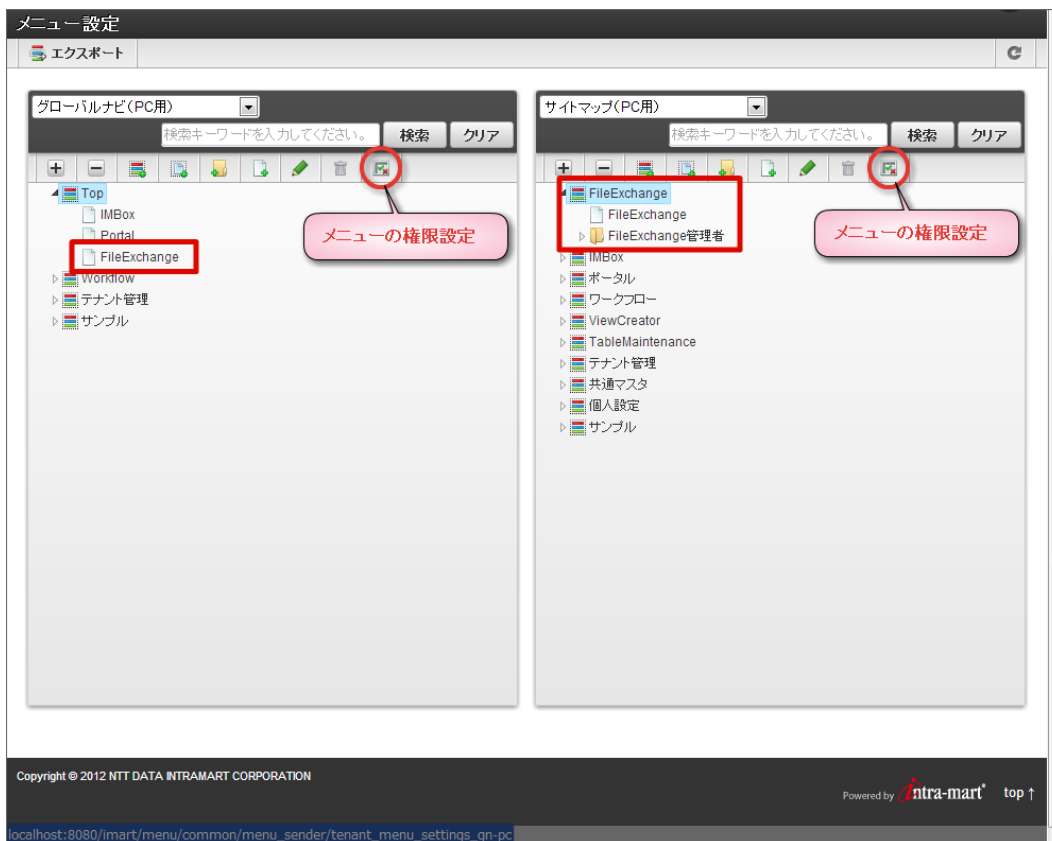 メニュー設定
エクスポート
グローバルナビ(PC用)
検索キーワードを入力してください。 検索 クリア
Top
IMBox
Portal
FileExchange
Workflow
テナント管理
サンプル
メニューの権限設定
サイトマップ(PC用)
検索キーワードを入力してください。 検索 クリア
FileExchange
FileExchange
FileExchange管理者
IMBox
ポータル
ワークフロー
ViewCreator
TableMaintenance
テナント管理
共通マスタ
個人設定
サンプル
メニューの権限設定
Copyright © 2012 NTT DATA INTRAMART CORPORATION
Powered by intra-mart® top ↑
localhost:8080/imart/menu/common/menu_sender/tenant_menu_settings_gn-pc